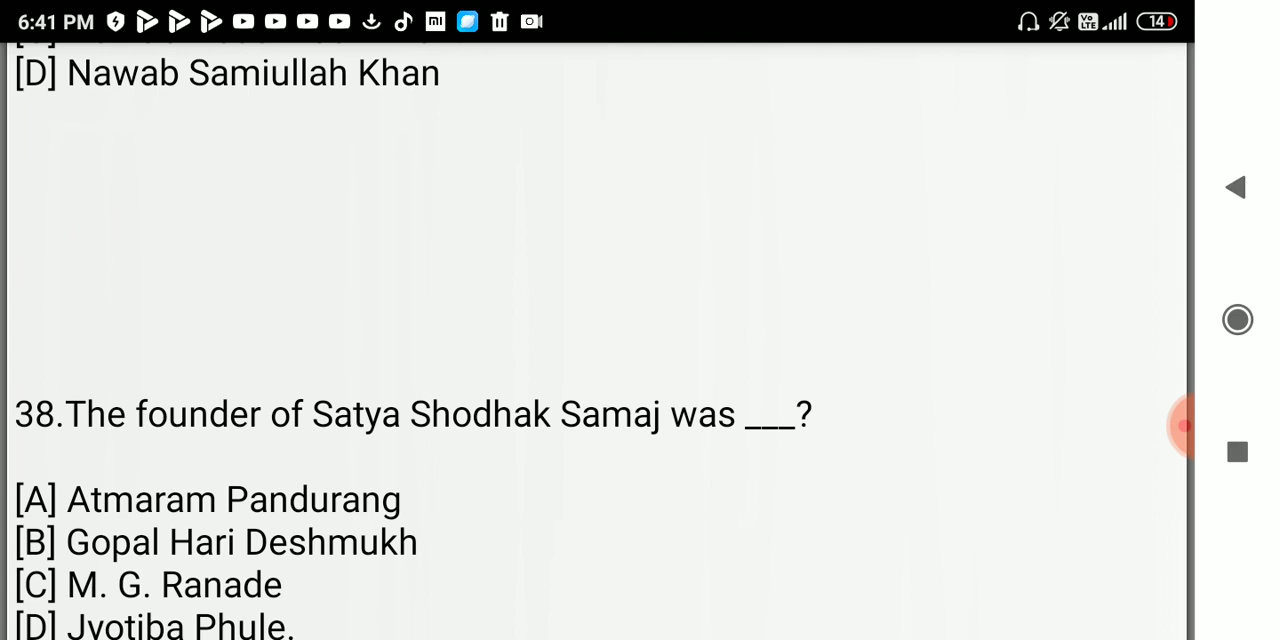 6:41 PM
14
[D] Nawab Samiullah Khan
38.The founder of Satya Shodhak Samaj was ___?
[A] Atmaram Pandurang
[B] Gopal Hari Deshmukh
[C] M. G. Ranade
[D] Jyotiba Phule.